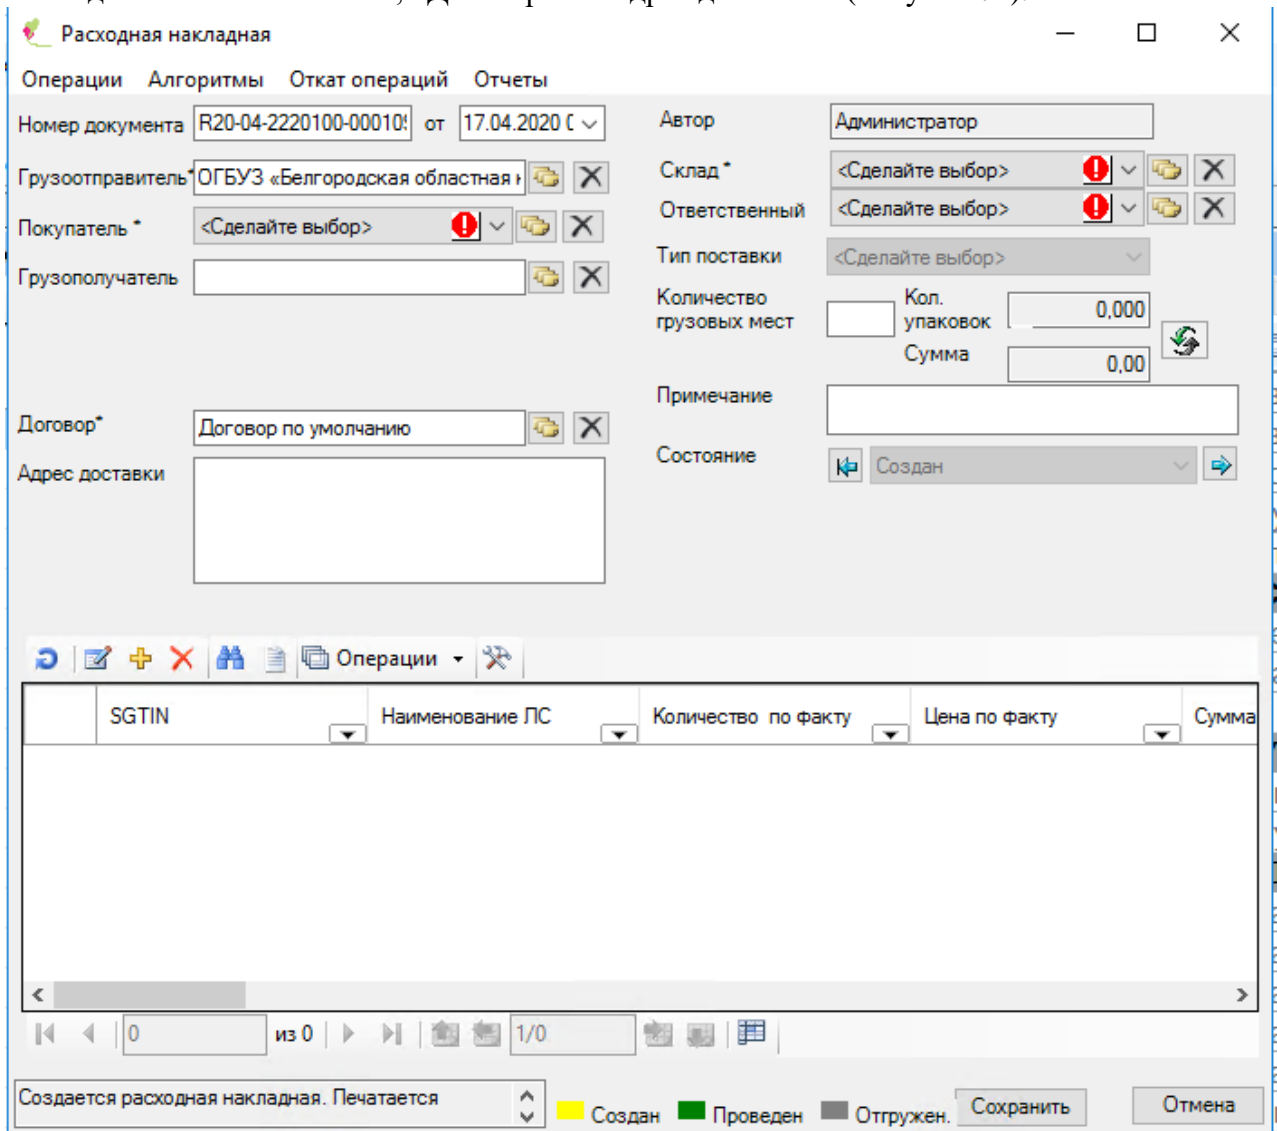 Расходная накладная
Операции Алгоритмы Откат операций Отчеты
Номер документа R20-04-2220100-00010 от 17.04.2020
Автор Администратор
Грузоотправитель* ОГБУЗ «Белгородская областная
Склад * <Сделайте выбор>
Покупатель * <Сделайте выбор>
Ответственный <Сделайте выбор>
Грузополучатель
Тип поставки <Сделайте выбор>
Количество
грузовых мест
Кол.
упаковок 0,000
Сумма 0,00
Примечание
Договор* Договор по умолчанию
Состояние Создан
Адрес доставки
Операции
SGTIN Наименование ЛС Количество по факту Цена по факту Сумма
0 из 0 1/0
Создается расходная накладная. Печатается
Создан Проведен Отгружен. Сохранить Отмена